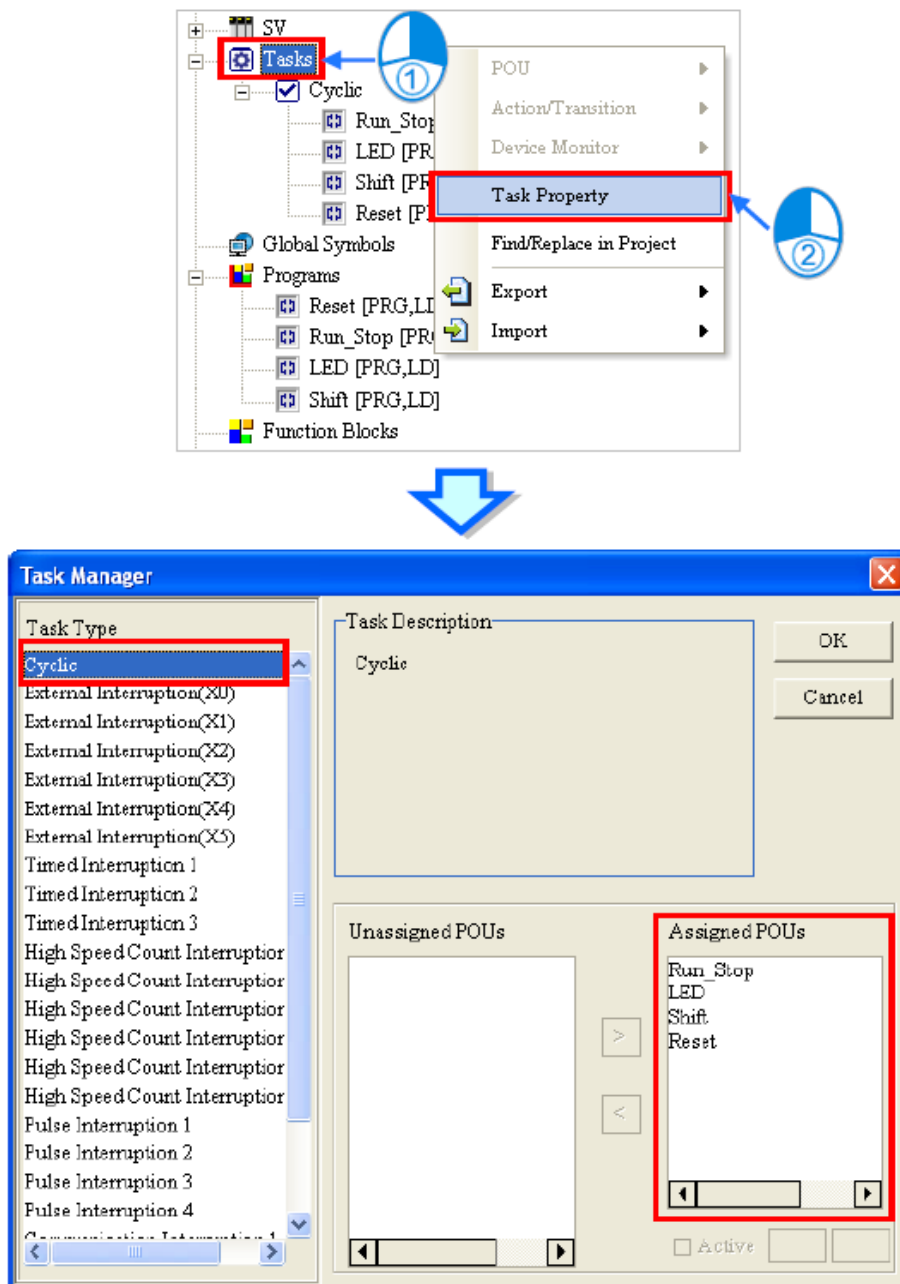 SV
Tasks
①
POU
Cyclic
Action/Transition
Run_Stop
LED [PR
Device Monitor
Shift [PR
Task Property
Reset [P
②
Global Symbols
Find/Replace in Project
Programs
Export
Reset [PRG,LD
Run_Stop [PR
Import
LED [PRG,LD]
Shift [PRG,LD]
Function Blocks
Task Manager
Task Type
Task Description
OK
Cyclic
Cyclic
Cancel
External Interruption(X0)
External Interruption(X1)
External Interruption(X2)
External Interruption(X3)
External Interruption(X4)
External Interruption(X5)
Timed Interruption 1
Timed Interruption 2
Timed Interruption 3
Unassigned POUs
Assigned POUs
High Speed Count Interruption
High Speed Count Interruption
High Speed Count Interruption
High Speed Count Interruption
High Speed Count Interruption
High Speed Count Interruption
Run_Stop
LED
Shift
Reset
>
<
Pulse Interruption 1
Pulse Interruption 2
Pulse Interruption 3
Pulse Interruption 4
Communication Interruption 1
Active